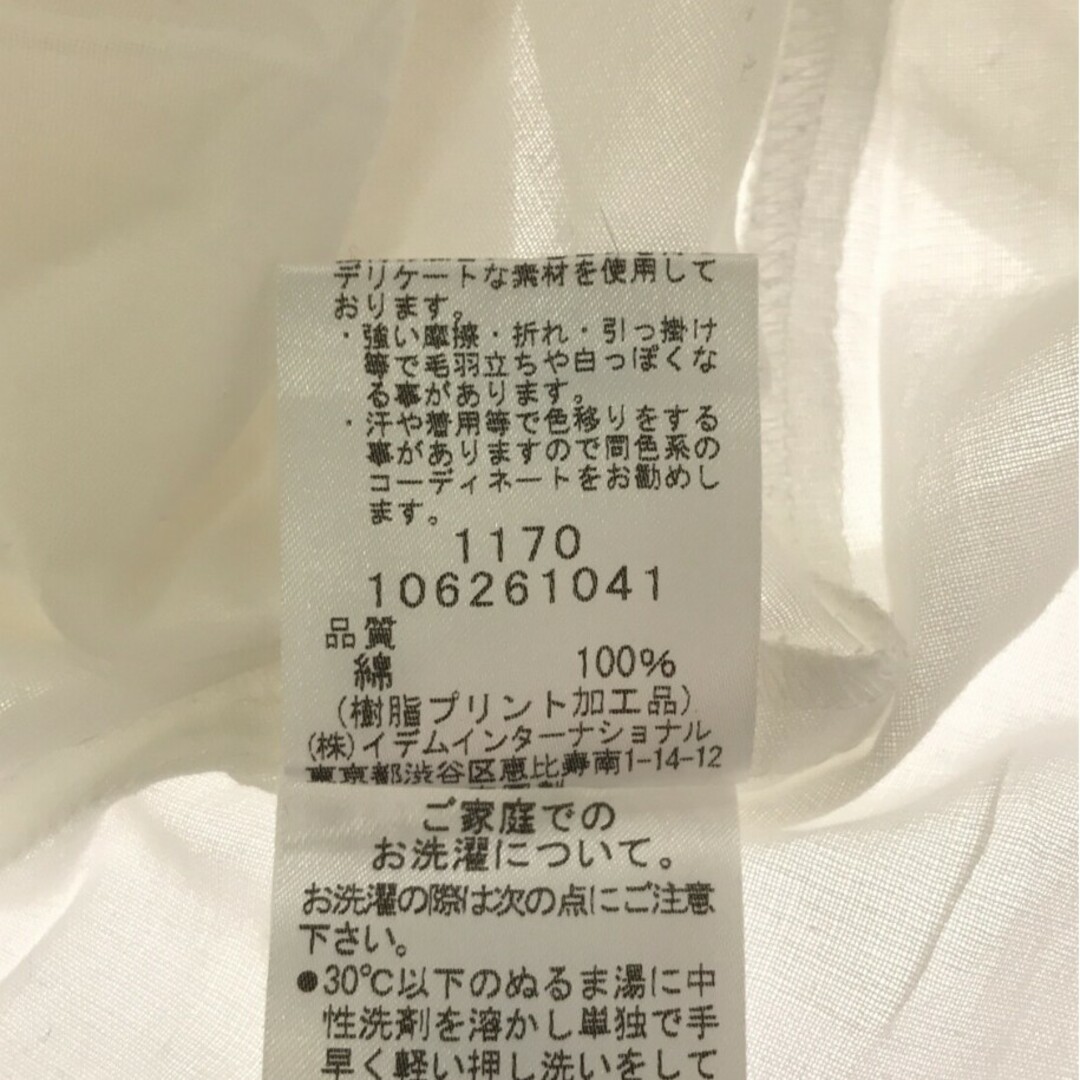 デリケートな素材を使用して
おります。
・強い摩擦・折れ・引っ掛け
等で毛羽立ちや白っぽくな
る事があります。
・汗や着用等で色移りをする
事がありますので同色系の
コーディネートをお勧めし
ます。
1170
106261041
品質
綿 100%
(樹脂プリント加工品)
(株)イデムインターナショナル
東京都渋谷区恵比寿南1-14-12
ご家庭での
お洗濯について。
お洗濯の際は次の点にご注意
下さい。
●30℃以下のぬるま湯に中
性洗剤を溶かし単独で手
早く軽い押し洗いをして